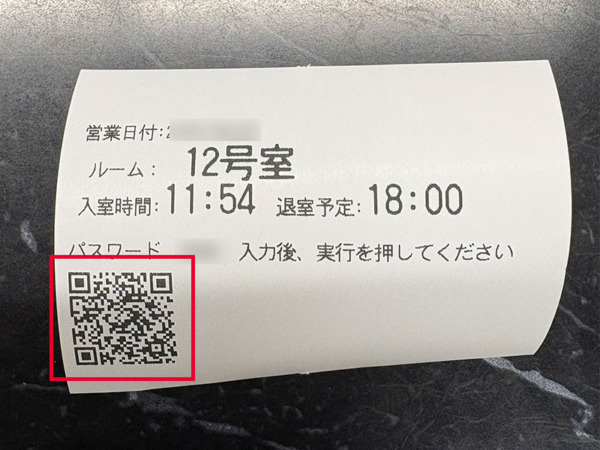 営業日付:
ルーム: 12号室
入室時間:11:54 退室予定:18:00
パスワード 入力後、実行を押してください